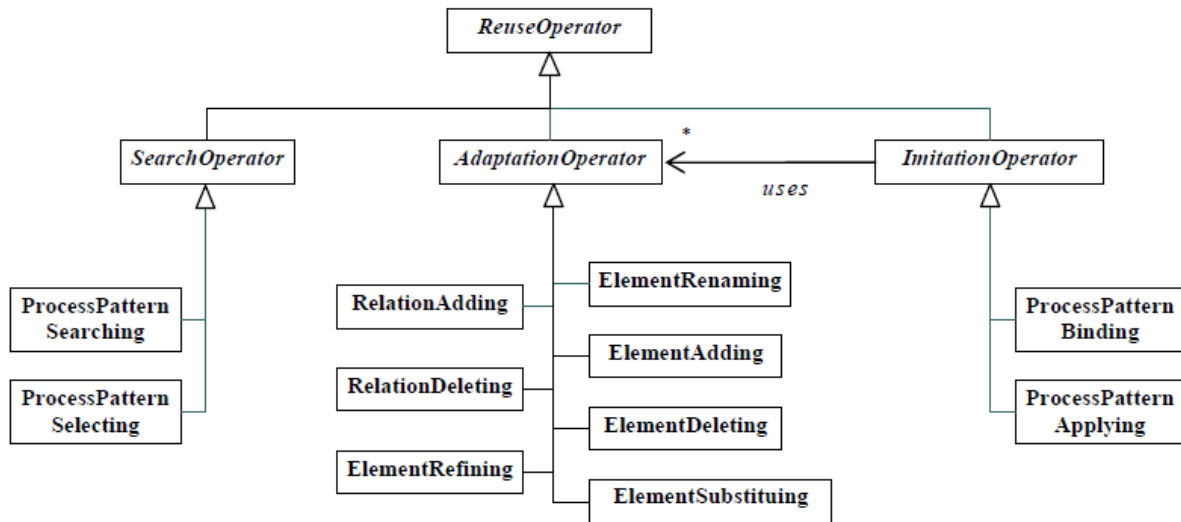 ReuseOperator
SearchOperator
AdaptationOperator
*
uses
ImitationOperator
ProcessPattern
Searching
ProcessPattern
Selecting
RelationAdding
RelationDeleting
ElementRefining
ElementRenaming
ElementAdding
ElementDeleting
ElementSubstituing
ProcessPattern
Binding
ProcessPattern
Applying